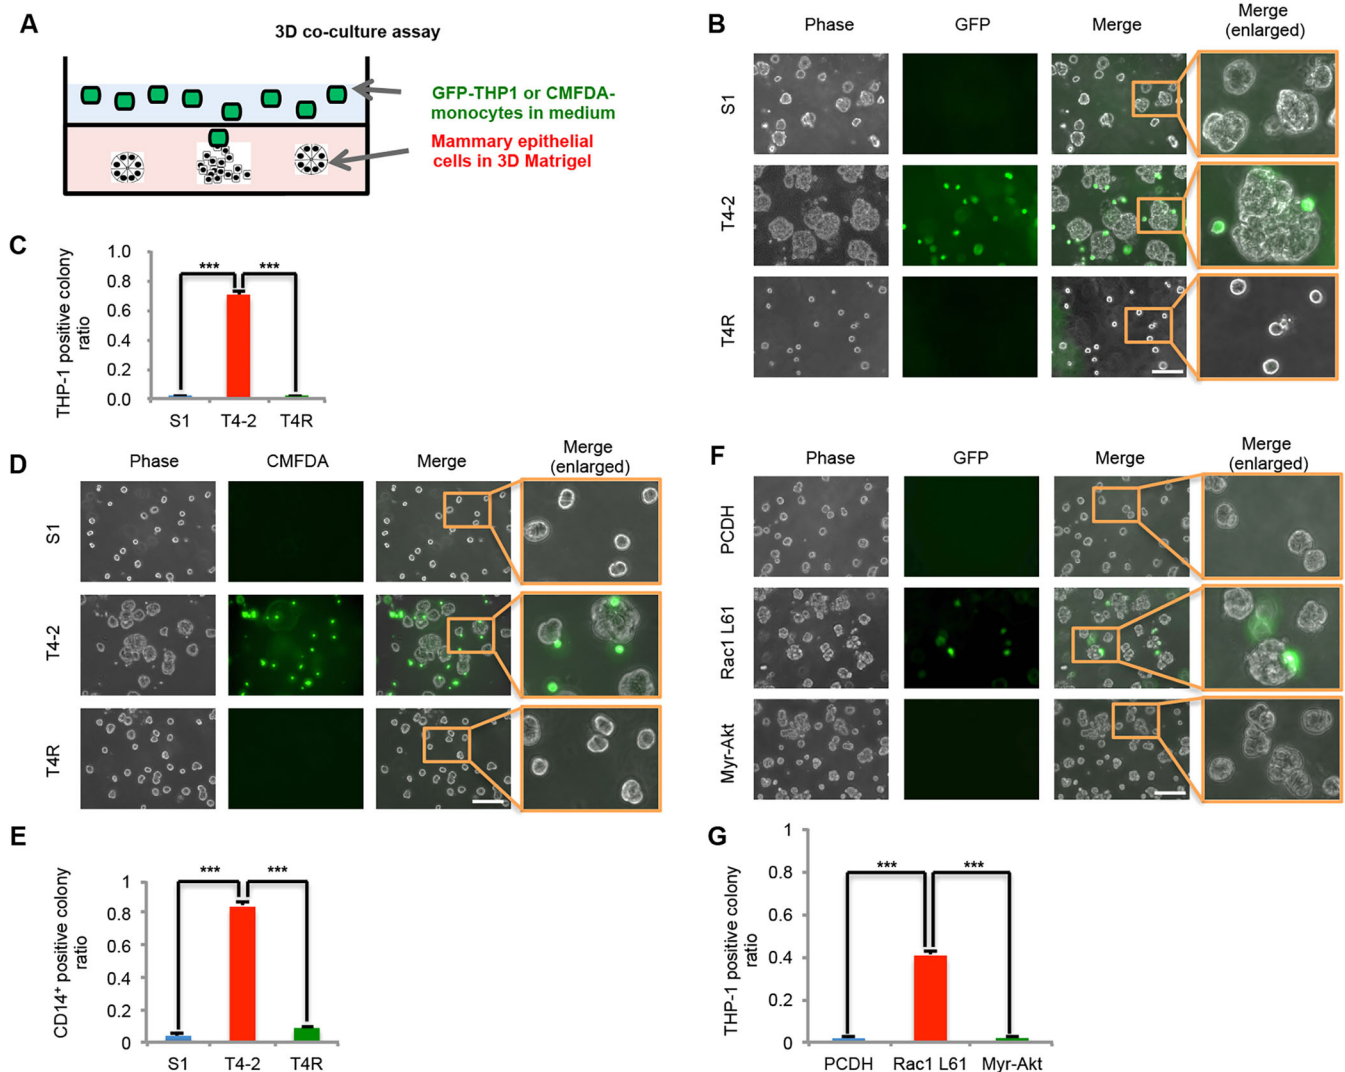 A
3D co-culture assay
GFP-THP1 or CMFDA-
monocytes in medium
Mammary epithelial
cells in 3D Matrigel
B
Phase
GFP
Merge
Merge
(enlarged)
S1
T4-2
T4R
C
THP-1 positive colony
ratio
1.0
0.8
0.6
0.4
0.2
0.0
***
***
S1
T4-2
T4R
D
Phase
CMFDA
Merge
Merge
(enlarged)
S1
T4-2
T4R
F
Phase
GFP
Merge
Merge
(enlarged)
PCDH
Rac1 L61
Myr-Akt
E
CD14+ positive colony
ratio
1
0.8
0.6
0.4
0.2
0
***
***
S1
T4-2
T4R
G
THP-1 positive colony
ratio
1
0.8
0.6
0.4
0.2
0
***
***
PCDH
Rac1 L61
Myr-Akt